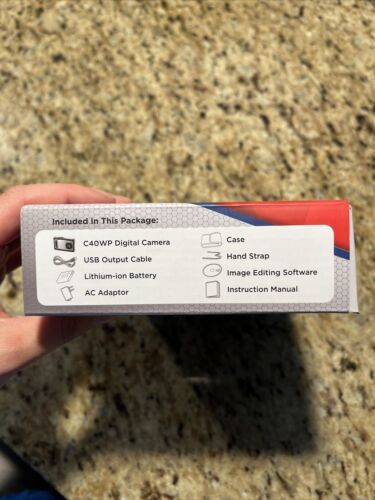 Included In This Package:
C40WP Digital Camera
USB Output Cable
Lithium-ion Battery
AC Adaptor
Case
Hand Strap
Image Editing Software
Instruction Manual